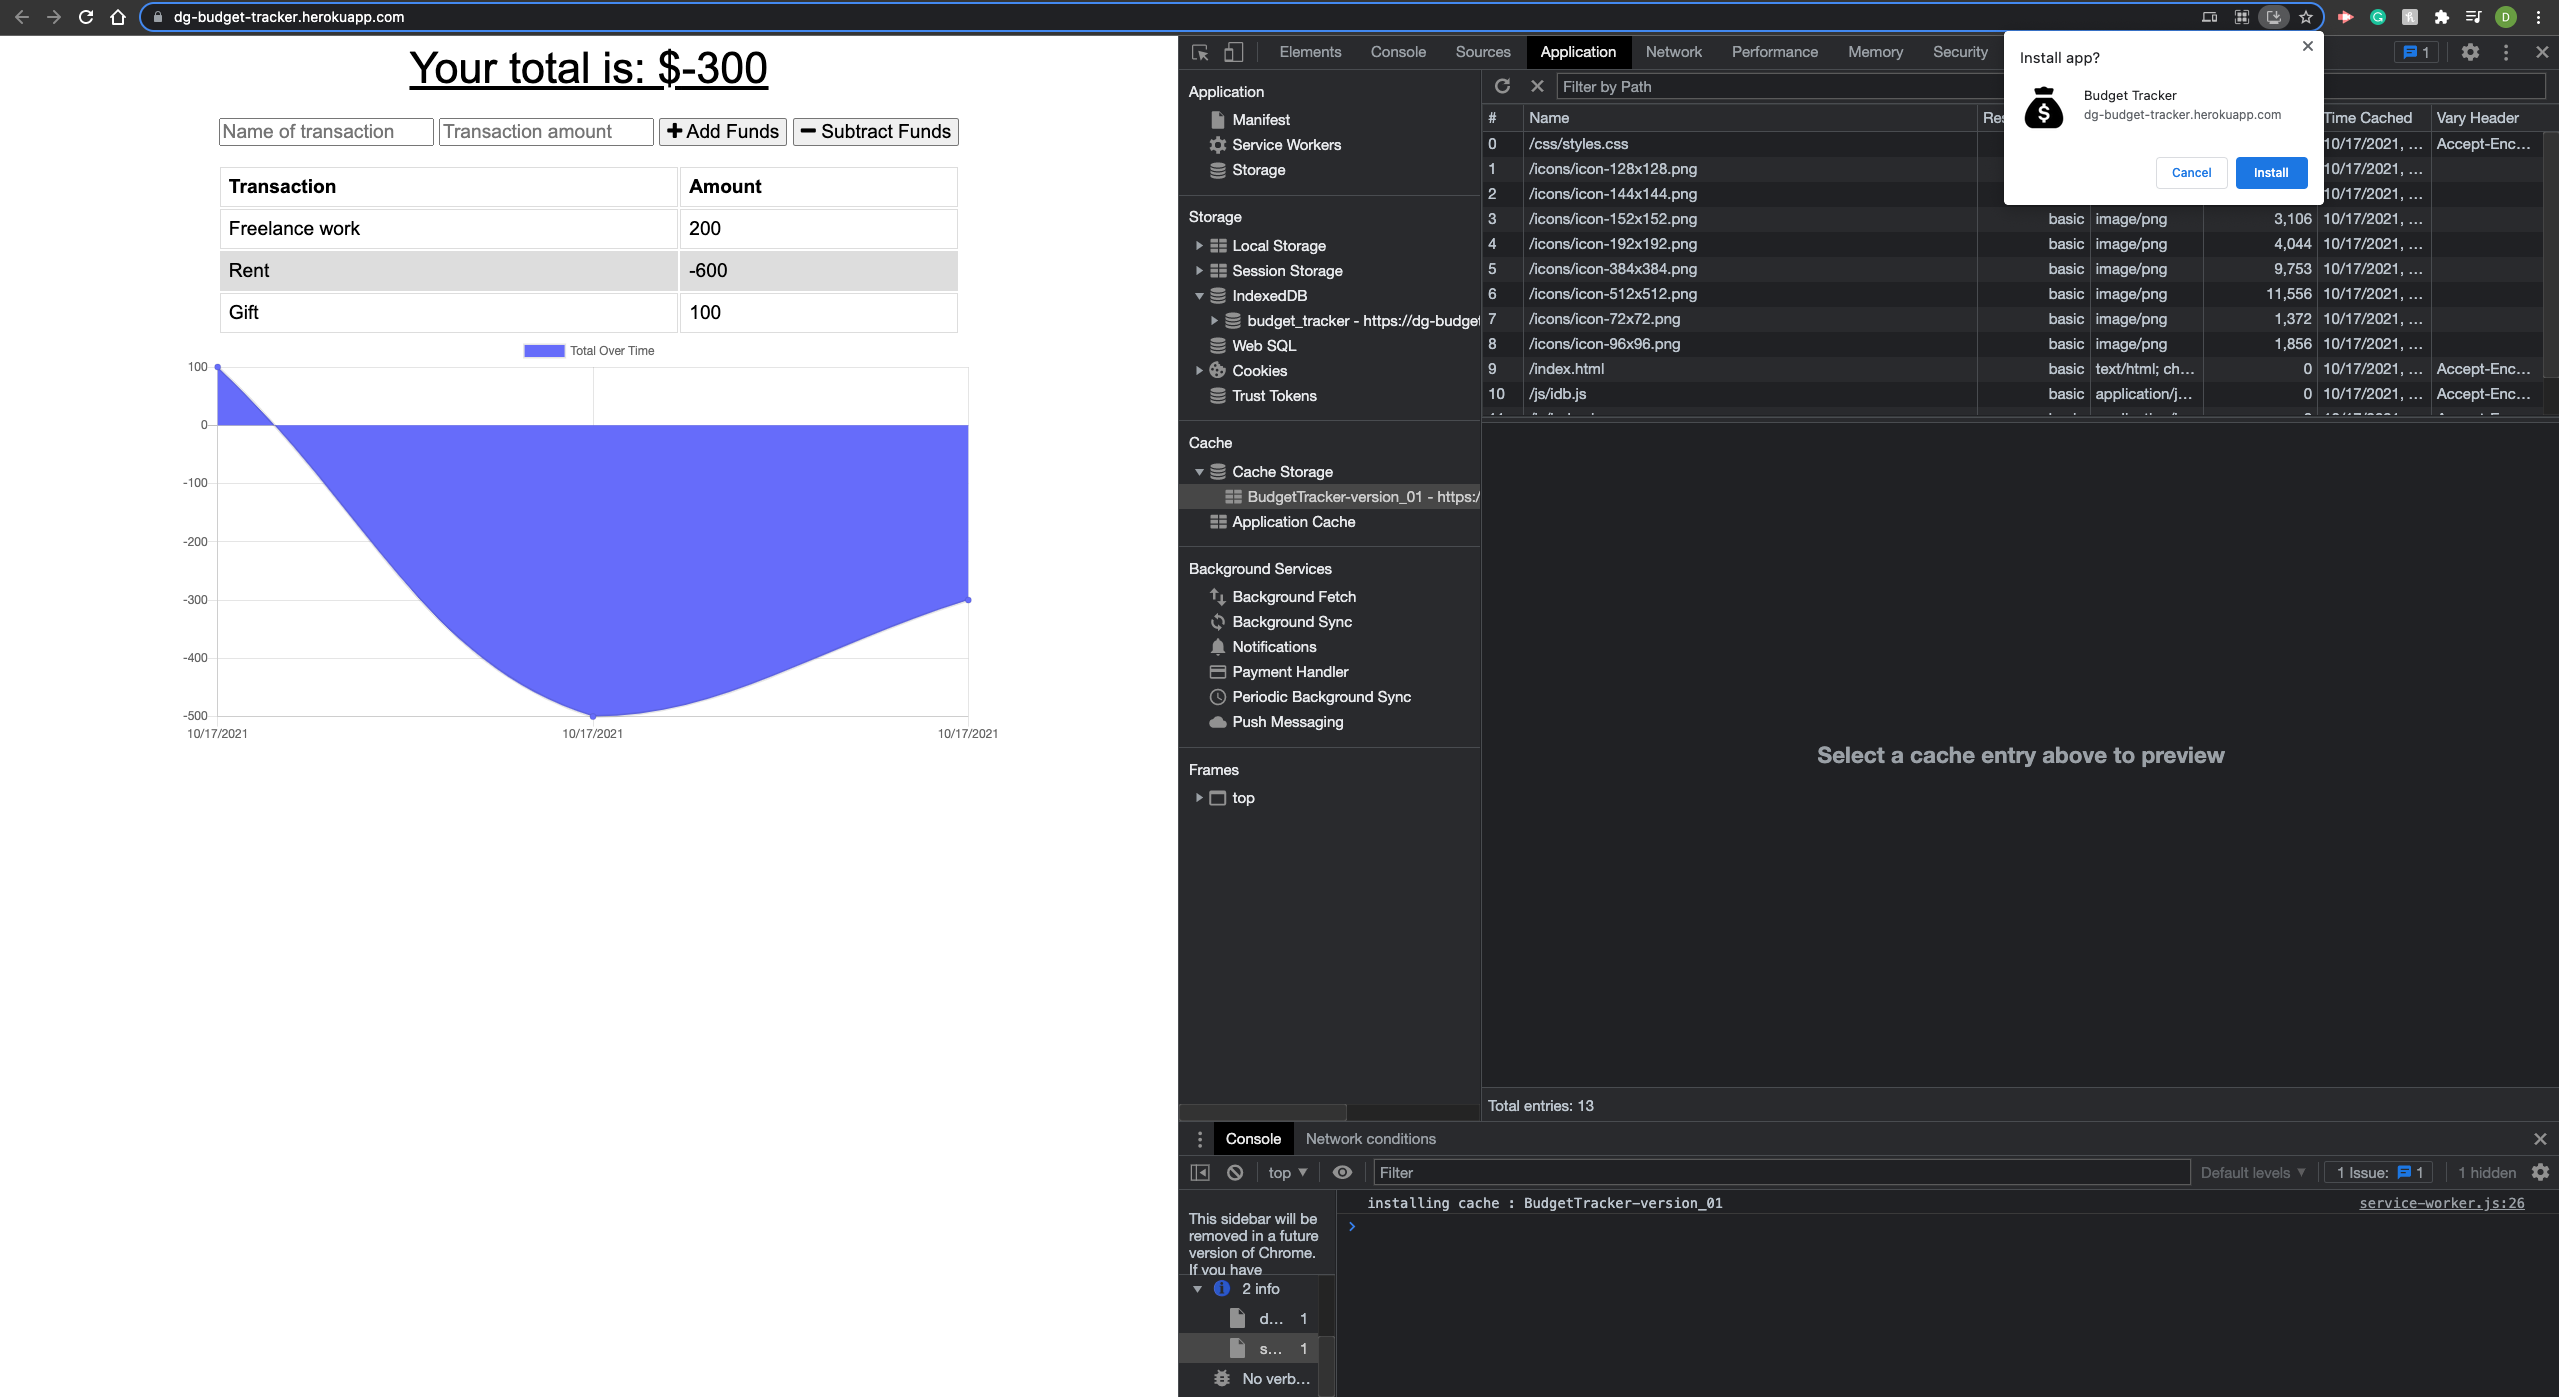 dg-budget-tracker.herokuapp.com
D
Your total is: $-300
Name of transaction Transaction amount Add Funds Subtract Funds
Transaction Amount
Freelance work 200
Rent -600
Gift 100
Total Over Time
100
0
-100
-200
-300
-400
-500
10/17/2021 10/17/2021 10/17/2021
Elements Console Sources Application Network Performance Memory Security 1
Install app?
Budget Tracker
dg-budget-tracker.herokuapp.com
Cancel Install
Application
Manifest
Service Workers
Storage
Storage
Local Storage
Session Storage
IndexedDB
budget_tracker - https://dg-budget
Web SQL
Cookies
Trust Tokens
Cache
Cache Storage
BudgetTracker-version_01 - https:/
Application Cache
Background Services
Background Fetch
Background Sync
Notifications
Payment Handler
Periodic Background Sync
Push Messaging
Frames
top
Filter by Path
# Name Res Time Cached Vary Header
0 /css/styles.css 10/17/2021, ... Accept-Enc...
1 /icons/icon-128x128.png 10/17/2021, ...
2 /icons/icon-144x144.png 10/17/2021, ...
3 /icons/icon-152x152.png basic image/png 3,106 10/17/2021, ...
4 /icons/icon-192x192.png basic image/png 4,044 10/17/2021, ...
5 /icons/icon-384x384.png basic image/png 9,753 10/17/2021, ...
6 /icons/icon-512x512.png basic image/png 11,556 10/17/2021, ...
7 /icons/icon-72x72.png basic image/png 1,372 10/17/2021, ...
8 /icons/icon-96x96.png basic image/png 1,856 10/17/2021, ...
9 /index.html basic text/html; ch... 0 10/17/2021, ... Accept-Enc...
10 /js/idb.js basic application/j... 0 10/17/2021, ... Accept-Enc...
Select a cache entry above to preview
Total entries: 13
Console Network conditions
top Filter Default levels 1 Issue: 1 1 hidden
installing cache : BudgetTracker-version_01 service-worker.js:26
This sidebar will be
removed in a future
version of Chrome.
If you have
2 info
d... 1
s... 1
No verb...